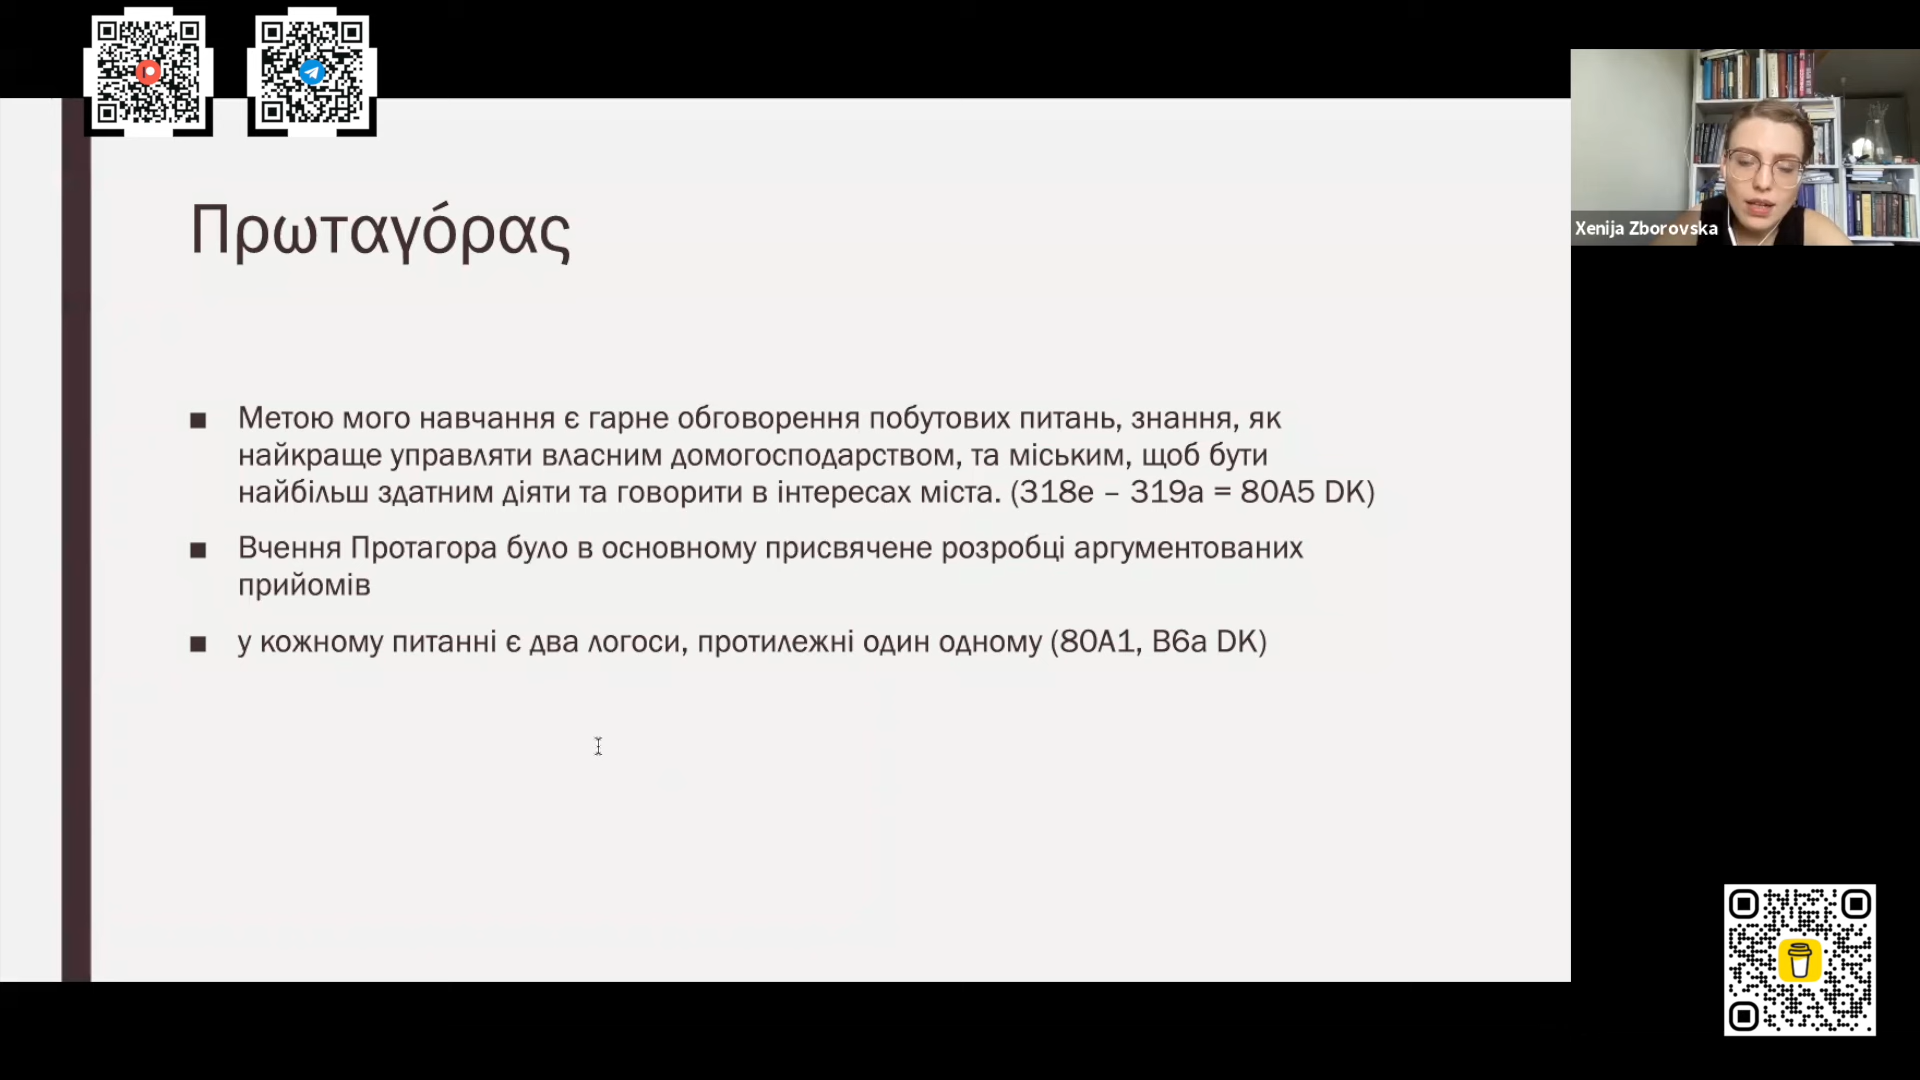 Πρωταγόρας
Xenija Zborovska
■ Метою мого навчання є гарне обговорення побутових питань, знання, як
найкраще управляти власним домогосподарством, та міським, щоб бути
найбільш здатним діяти та говорити в інтересах міста. (318e – 319a = 80A5 DK)
■ Вчення Протагора було в основному присвячене розробці аргументованих
прийомів
■ у кожному питанні є два логоси, протилежні один одному (80A1, B6a DK)